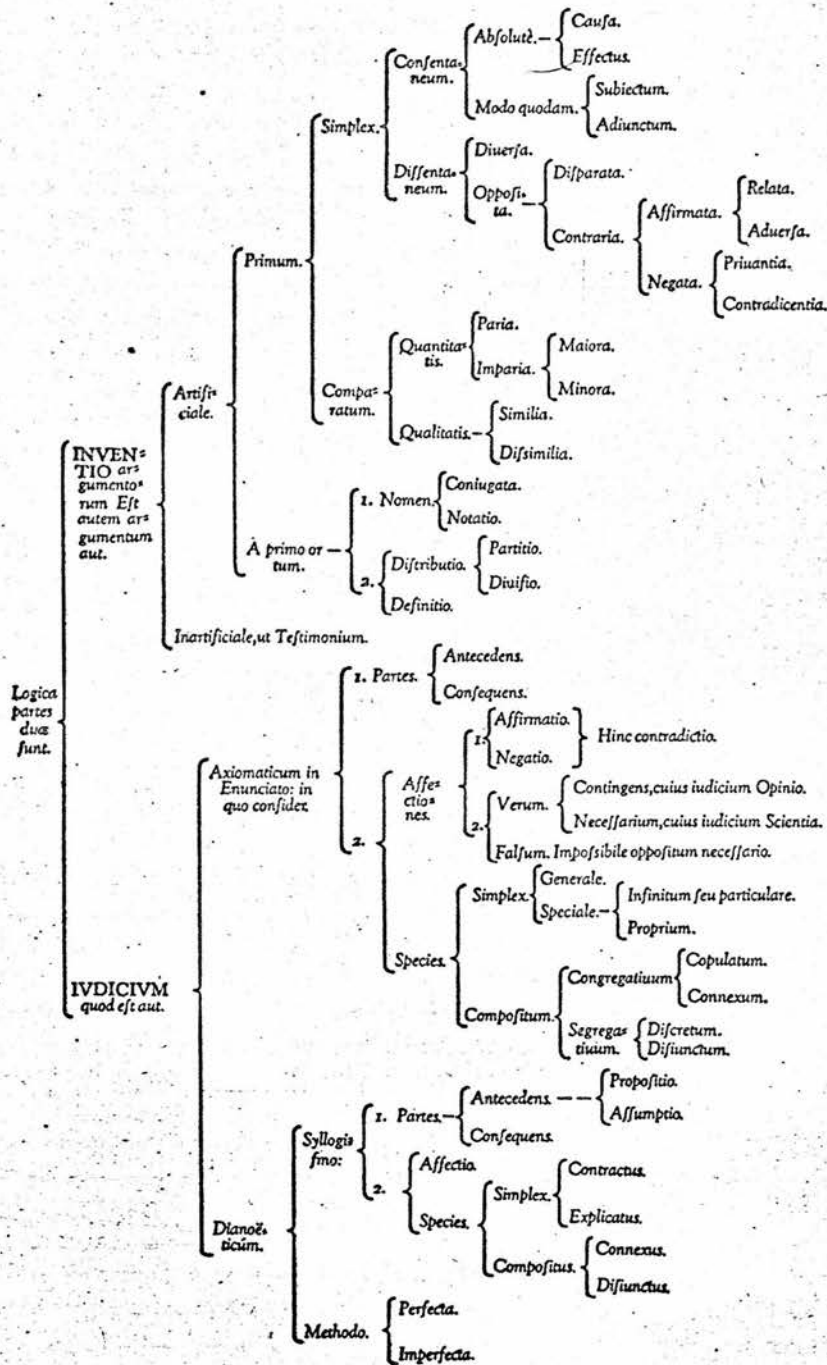 Cauſa.
Abſolutè.
Effectus.
Conſenta-
neum.
Subiectum.
Modo quodam.
Adiunctum.
Simplex.
Diuerſa.
Diſſenta-
neum.
Oppoſi-
ta.
Diſparata.
Relata.
Affirmata.
Aduerſa.
Contraria.
Priuantia.
Negata.
Contradicentia.
Primum.
Paria.
Quantita-
tis.
Imparia.
Maiora.
Minora.
Compa-
ratum.
Similia.
Qualitatis.
Diſsimilia.
Artifi-
ciale.
INVEN-
TIO ar-
gumento-
rum Eſt
autem ar-
gumentum
aut.
Coniugata.
1. Nomen.
Notatio.
À primo or
tum.
Partitio.
2. Diſtributio.
Diuiſio.
Definitio.
Inartificiale, ut Teſtimonium.
Logica
partes
duæ
ſunt.
Antecedens.
1. Partes.
Conſequens.
Axiomaticum in
Enunciato: in
quo conſider.
1. Affirmatio.
Negatio.
Hinc contradictio.
Affe-
ctio-
nes.
2. Verum.
Contingens, cuius iudicium Opinio.
Neceſſarium, cuius iudicium Scientia.
Falſum. Impoſsibile oppoſitum neceſſario.
2.
Generale.
Simplex.
Speciale.
Infinitum ſeu particulare.
Proprium.
Species.
Copulatum.
Congregatiuum
Connexum.
Compoſitum.
Segrega-
tiuum.
Diſcretum.
Diſiunctum.
IVDICIVM
quod eſt aut.
Propoſitio.
Antecedens.
Aſſumptio.
1. Partes.
Conſequens.
Syllogi-
ſmo:
Affectio.
2.
Contractus.
Simplex.
Explicatus.
Species.
Connexus.
Compoſitus.
Diſiunctus.
Dianoë-
ticúm.
Perfecta.
Methodo.
Imperfecta.